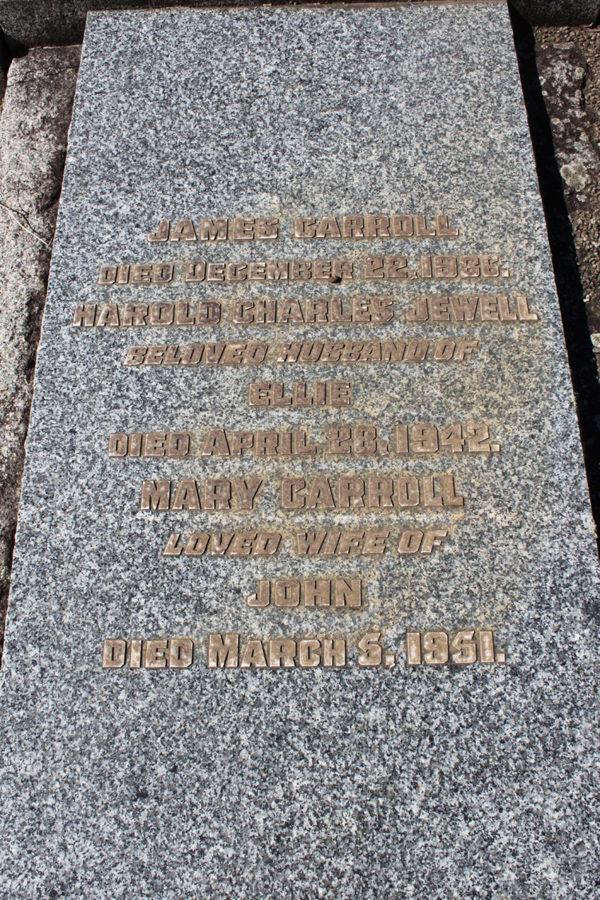 JAMES CARROLL
DIED DECEMBER 22, 1936.
HAROLD CHARLES JEWELL
BELOVED HUSBAND OF
ELLIE
DIED APRIL 28, 1942.
MARY CARROLL
LOVED WIFE OF
JOHN
DIED MARCH 5, 1951.